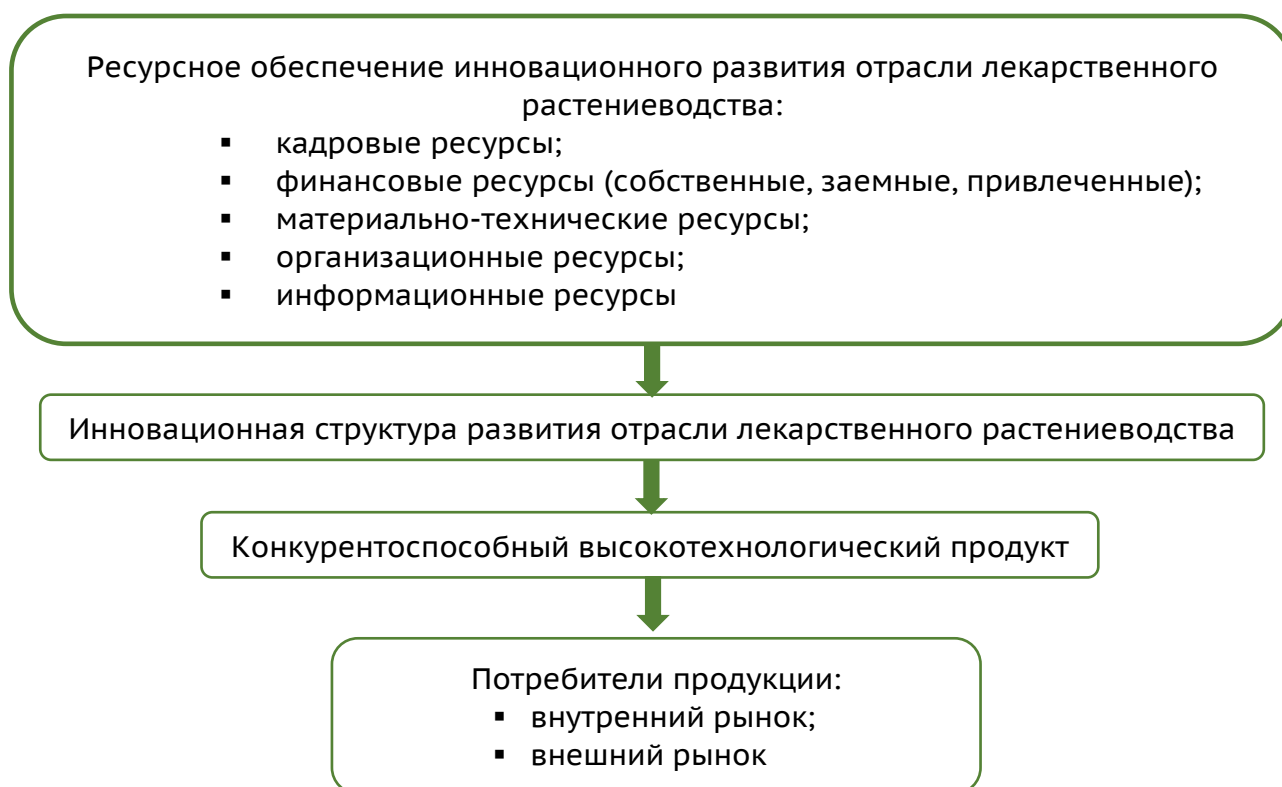 Ресурсное обеспечение инновационного развития отрасли лекарственного
растениеводства:
▪ кадровые ресурсы;
▪ финансовые ресурсы (собственные, заемные, привлеченные);
▪ материально-технические ресурсы;
▪ организационные ресурсы;
▪ информационные ресурсы
Инновационная структура развития отрасли лекарственного растениеводства
Конкурентоспособный высокотехнологический продукт
Потребители продукции:
▪ внутренний рынок;
▪ внешний рынок